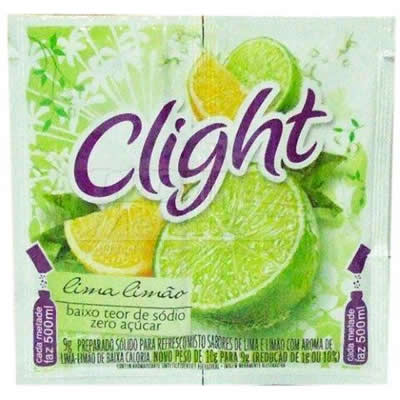 Clight
lima limão
baixo teor de sódio
zero açúcar
cada metade
faz 500ml
cada metade
faz 500ml
9g PREPARADO SÓLIDO PARA REFRESCO MISTO SABORES DE LIMA E LIMÃO COM AROMA DE
LIMA-LIMÃO DE BAIXA CALORIA. NOVO PESO DE 10g PARA 9g (REDUÇÃO DE 1g OU 10%)